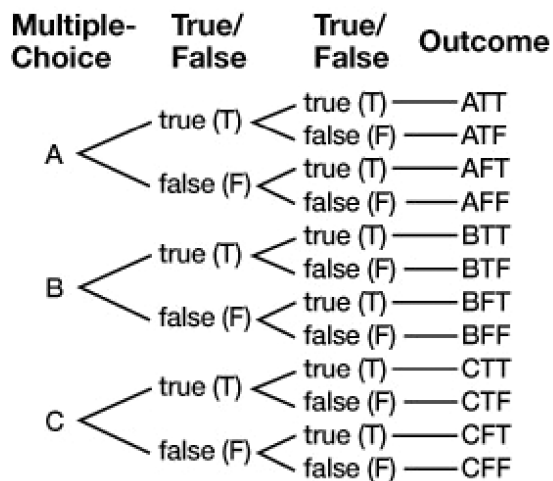 Multiple-Choice True/False True/False Outcome
true (T) ATT
true (T) false (F) ATF
A
false (F) true (T) AFT
false (F) AFF
true (T) BTT
true (T) false (F) BTF
B
false (F) true (T) BFT
false (F) BFF
true (T) CTT
true (T) false (F) CTF
C
false (F) true (T) CFT
false (F) CFF